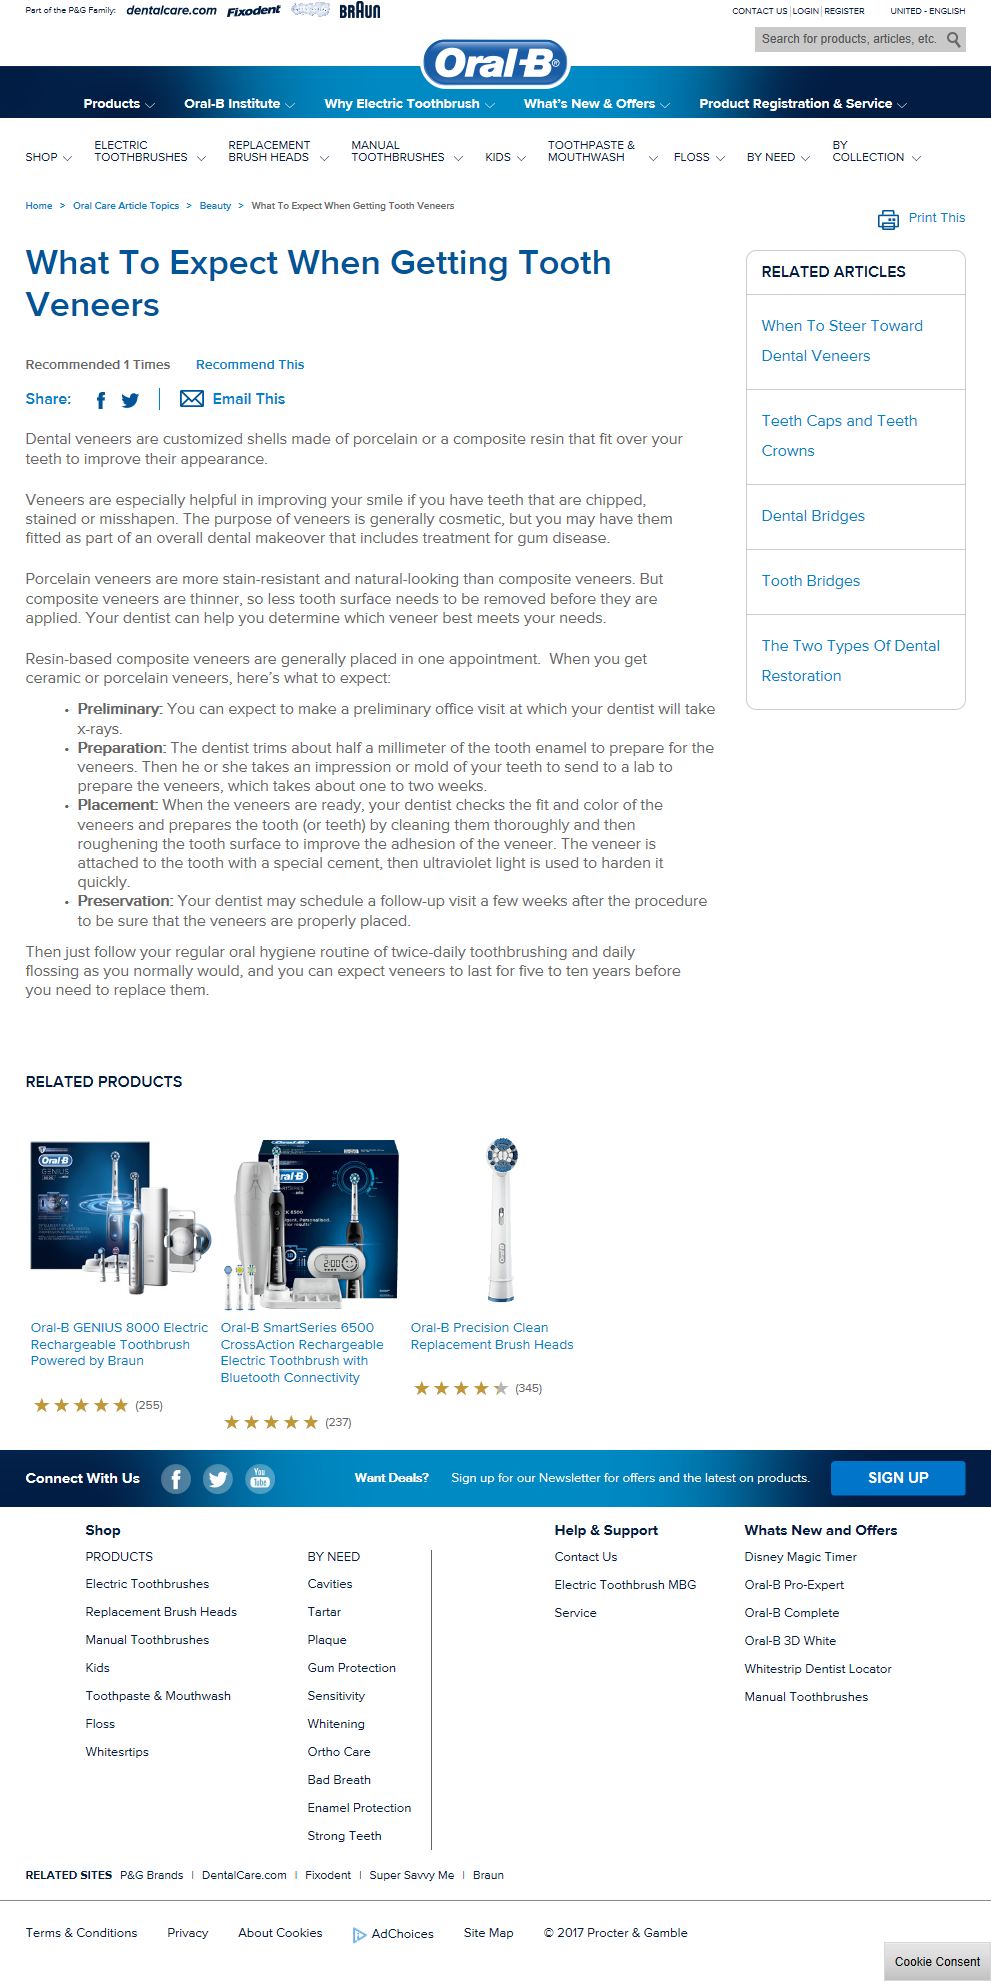 Part of the P&G Family: dentalcare.com Fixodent BRAUN
CONTACT US | LOGIN | REGISTER UNITED - ENGLISH
Search for products, articles, etc.
Oral-B®
Products Oral-B Institute Why Electric Toothbrush What's New & Offers Product Registration & Service
SHOP
ELECTRIC
TOOTHBRUSHES
REPLACEMENT
BRUSH HEADS
MANUAL
TOOTHBRUSHES
KIDS
TOOTHPASTE &
MOUTHWASH
FLOSS
BY NEED
BY
COLLECTION
Home > Oral Care Article Topics > Beauty > What To Expect When Getting Tooth Veneers
Print This
What To Expect When Getting Tooth
Veneers
Recommended 1 Times Recommend This
Share: Email This
Dental veneers are customized shells made of porcelain or a composite resin that fit over your
teeth to improve their appearance.
Veneers are especially helpful in improving your smile if you have teeth that are chipped,
stained or misshapen. The purpose of veneers is generally cosmetic, but you may have them
fitted as part of an overall dental makeover that includes treatment for gum disease.
Porcelain veneers are more stain-resistant and natural-looking than composite veneers. But
composite veneers are thinner, so less tooth surface needs to be removed before they are
applied. Your dentist can help you determine which veneer best meets your needs.
Resin-based composite veneers are generally placed in one appointment. When you get
ceramic or porcelain veneers, here's what to expect:
• Preliminary: You can expect to make a preliminary office visit at which your dentist will take
x-rays.
• Preparation: The dentist trims about half a millimeter of the tooth enamel to prepare for the
veneers. Then he or she takes an impression or mold of your teeth to send to a lab to
prepare the veneers, which takes about one to two weeks.
• Placement: When the veneers are ready, your dentist checks the fit and color of the
veneers and prepares the tooth (or teeth) by cleaning them thoroughly and then
roughening the tooth surface to improve the adhesion of the veneer. The veneer is
attached to the tooth with a special cement, then ultraviolet light is used to harden it
quickly.
• Preservation: Your dentist may schedule a follow-up visit a few weeks after the procedure
to be sure that the veneers are properly placed.
Then just follow your regular oral hygiene routine of twice-daily toothbrushing and daily
flossing as you normally would, and you can expect veneers to last for five to ten years before
you need to replace them.
RELATED ARTICLES
When To Steer Toward
Dental Veneers
Teeth Caps and Teeth
Crowns
Dental Bridges
Tooth Bridges
The Two Types Of Dental
Restoration
RELATED PRODUCTS
Oral-B
GENIUS
2:00
Oral-B GENIUS 8000 Electric
Rechargeable Toothbrush
Powered by Braun
(255)
Oral-B SmartSeries 6500
CrossAction Rechargeable
Electric Toothbrush with
Bluetooth Connectivity
(237)
Oral-B Precision Clean
Replacement Brush Heads
(345)
Connect With Us You Tube Want Deals? Sign up for our Newsletter for offers and the latest on products. SIGN UP
Shop
PRODUCTS
Electric Toothbrushes
Replacement Brush Heads
Manual Toothbrushes
Kids
Toothpaste & Mouthwash
Floss
Whitesrtips
BY NEED
Cavities
Tartar
Plaque
Gum Protection
Sensitivity
Whitening
Ortho Care
Bad Breath
Enamel Protection
Strong Teeth
Help & Support
Contact Us
Electric Toothbrush MBG
Service
Whats New and Offers
Disney Magic Timer
Oral-B Pro-Expert
Oral-B Complete
Oral-B 3D White
Whitestrip Dentist Locator
Manual Toothbrushes
RELATED SITES P&G Brands | DentalCare.com | Fixodent | Super Savvy Me | Braun
Terms & Conditions Privacy About Cookies AdChoices Site Map © 2017 Procter & Gamble
Cookie Consent